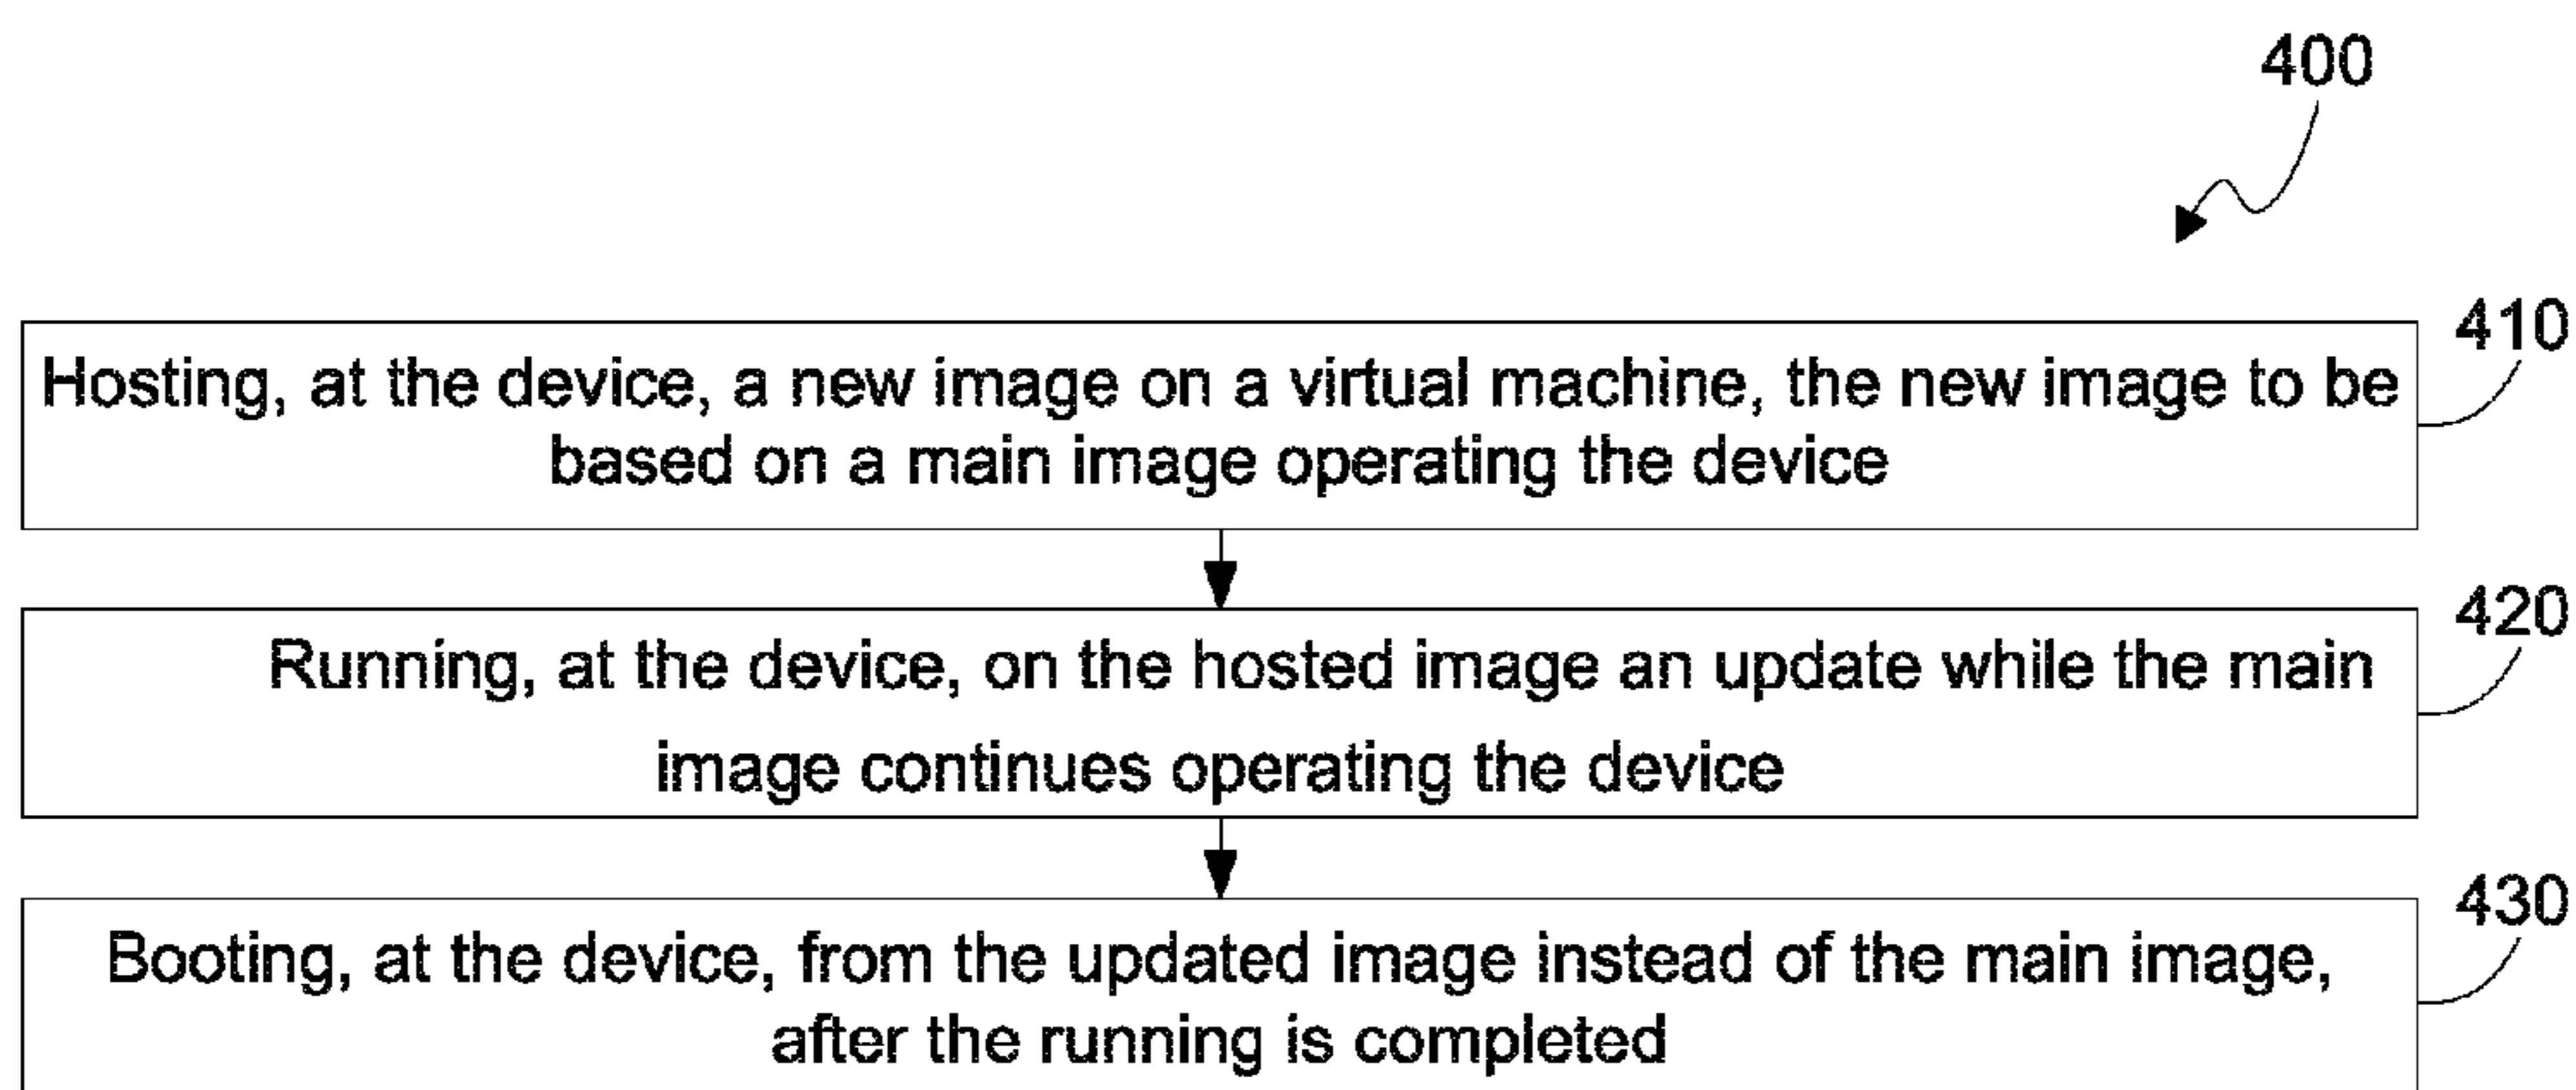 400
410
Hosting, at the device, a new image on a virtual machine, the new image to be
based on a main image operating the device
420
Running, at the device, on the hosted image an update while the main
image continues operating the device
430
Booting, at the device, from the updated image instead of the main image,
after the running is completed